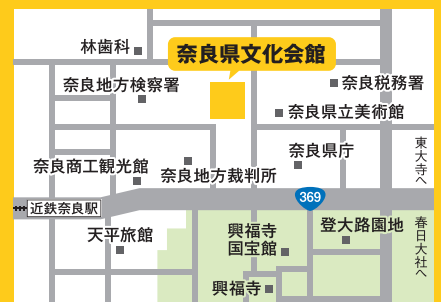 林歯科
奈良県文化会館
奈良地方検察署
奈良税務署
奈良県立美術館
奈良県庁
奈良商工観光館
奈良地方裁判所
東大寺へ
369
近鉄奈良駅
天平旅館
興福寺
国宝館
登大路園地
春日大社へ
興福寺